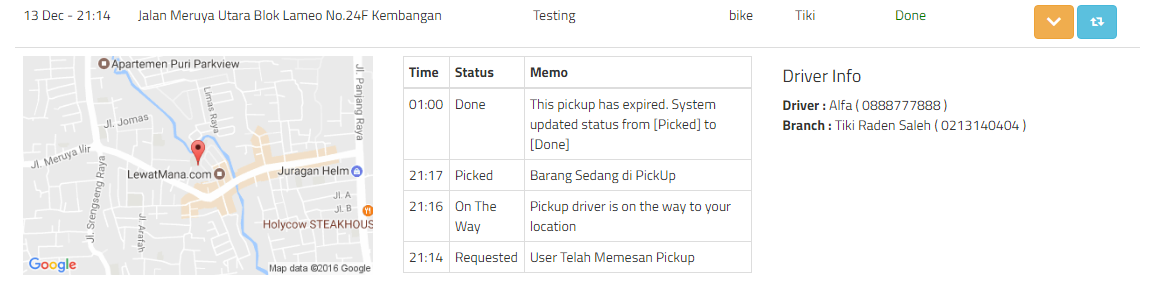 13 Dec - 21:14 Jalan Meruya Utara Blok Lameo No.24F Kembangan Testing bike Tiki Done
Apartemen Puri Parkview
Jl. Panjang Raya
Limas Raya
Jl. Jomas
Jl. Meruya Ilir
LewatMana.com
Juragan Helm
Jl. Srengseng Raya
Jl. Arafah
Jl. A
Jl. B
Holycow STEAKHOUS
Google
Map data ©2016 Google
Time Status Memo
01:00 Done This pickup has expired. System
updated status from [Picked] to
[Done]
21:17 Picked Barang Sedang di PickUp
21:16 On The Pickup driver is on the way to your
Way location
21:14 Requested User Telah Memesan Pickup
Driver Info
Driver : Alfa ( 0888777888 )
Branch : Tiki Raden Saleh ( 0213140404 )